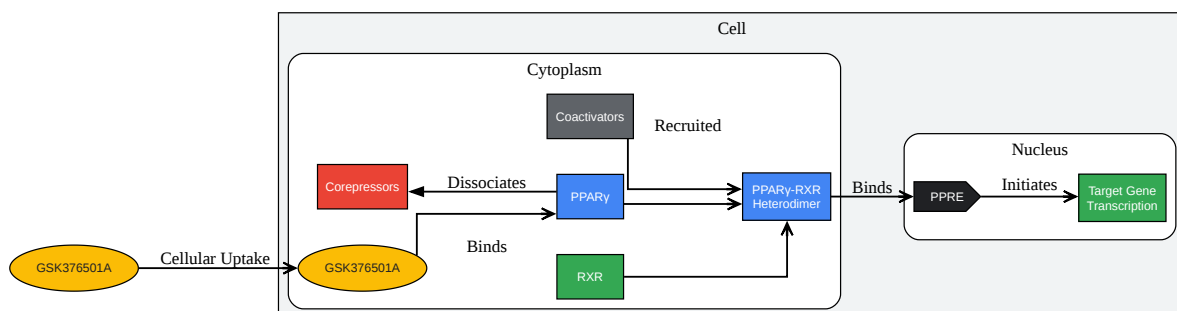 Cell
Cytoplasm
Coactivators
Recruited
Nucleus
Corepressors
Dissociates
PPARγ
PPARγ-RXR
Heterodimer
Binds
PPRE
Initiates
Target Gene
Transcription
GSK376501A
Cellular Uptake
GSK376501A
Binds
RXR